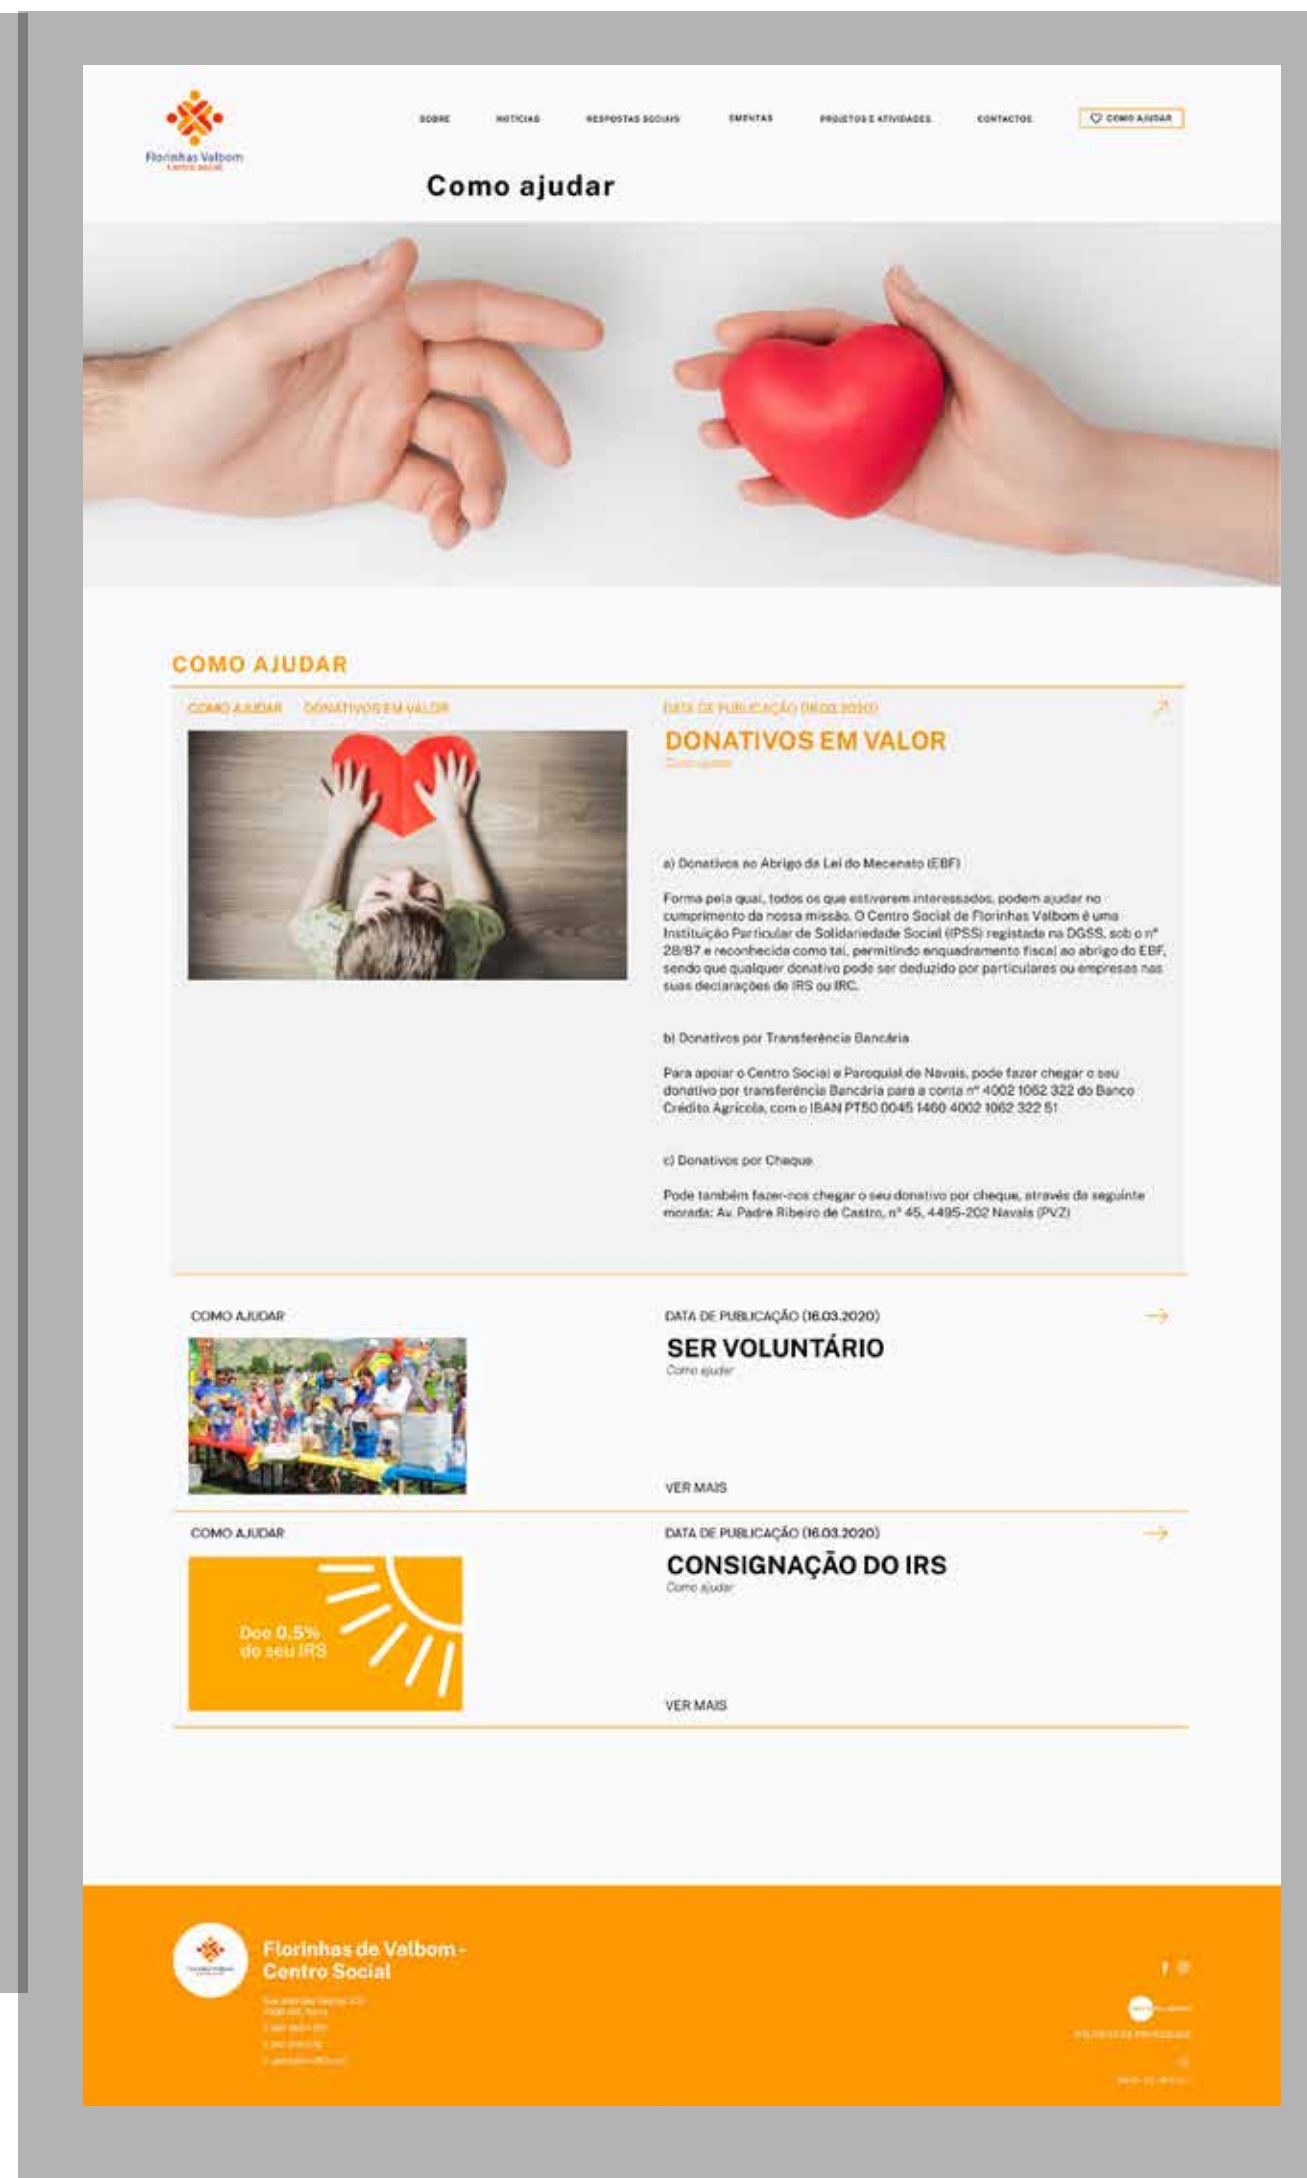 Florinhas Valbom
Centro Social
SOBRE
NOTÍCIAS
RESPOSTAS SOCIAIS
EMENTAS
PROJETOS E ATIVIDADES
CONTACTOS
COMO AJUDAR
Como ajudar
COMO AJUDAR
COMO AJUDAR DONATIVOS EM VALOR
DATA DE PUBLICAÇÃO (16.03.2020)
DONATIVOS EM VALOR
Como ajudar
a) Donativos ao Abrigo da Lei do Mecenato (EBF)
Forma pela qual, todos os que estiverem interessados, podem ajudar no
cumprimento da nossa missão. O Centro Social de Florinhas Valbom é uma
Instituição Particular de Solidariedade Social (IPSS) registada na DGSS, sob o nº
28/87 e reconhecida como tal, permitindo enquadramento fiscal ao abrigo do EBF,
sendo que qualquer donativo pode ser deduzido por particulares ou empresas nas
suas declarações de IRS ou IRC.
b) Donativos por Transferência Bancária
Para apoiar o Centro Social e Paroquial de Navais, pode fazer chegar o seu
donativo por transferência Bancária para a conta nº 4002 1062 322 do Banco
Crédito Agrícola, com o IBAN PT50 0045 1460 4002 1062 322 51
c) Donativos por Cheque
Pode também fazer-nos chegar o seu donativo por cheque, através da seguinte
morada: Av. Padre Ribeiro de Castro, nº 45, 4495-202 Navais (PVZ)
COMO AJUDAR
DATA DE PUBLICAÇÃO (16.03.2020)
SER VOLUNTÁRIO
Como ajudar
VER MAIS
COMO AJUDAR
DATA DE PUBLICAÇÃO (16.03.2020)
CONSIGNAÇÃO DO IRS
Como ajudar
Doe 0,5%
do seu IRS
VER MAIS
Florinhas de Valbom -
Centro Social